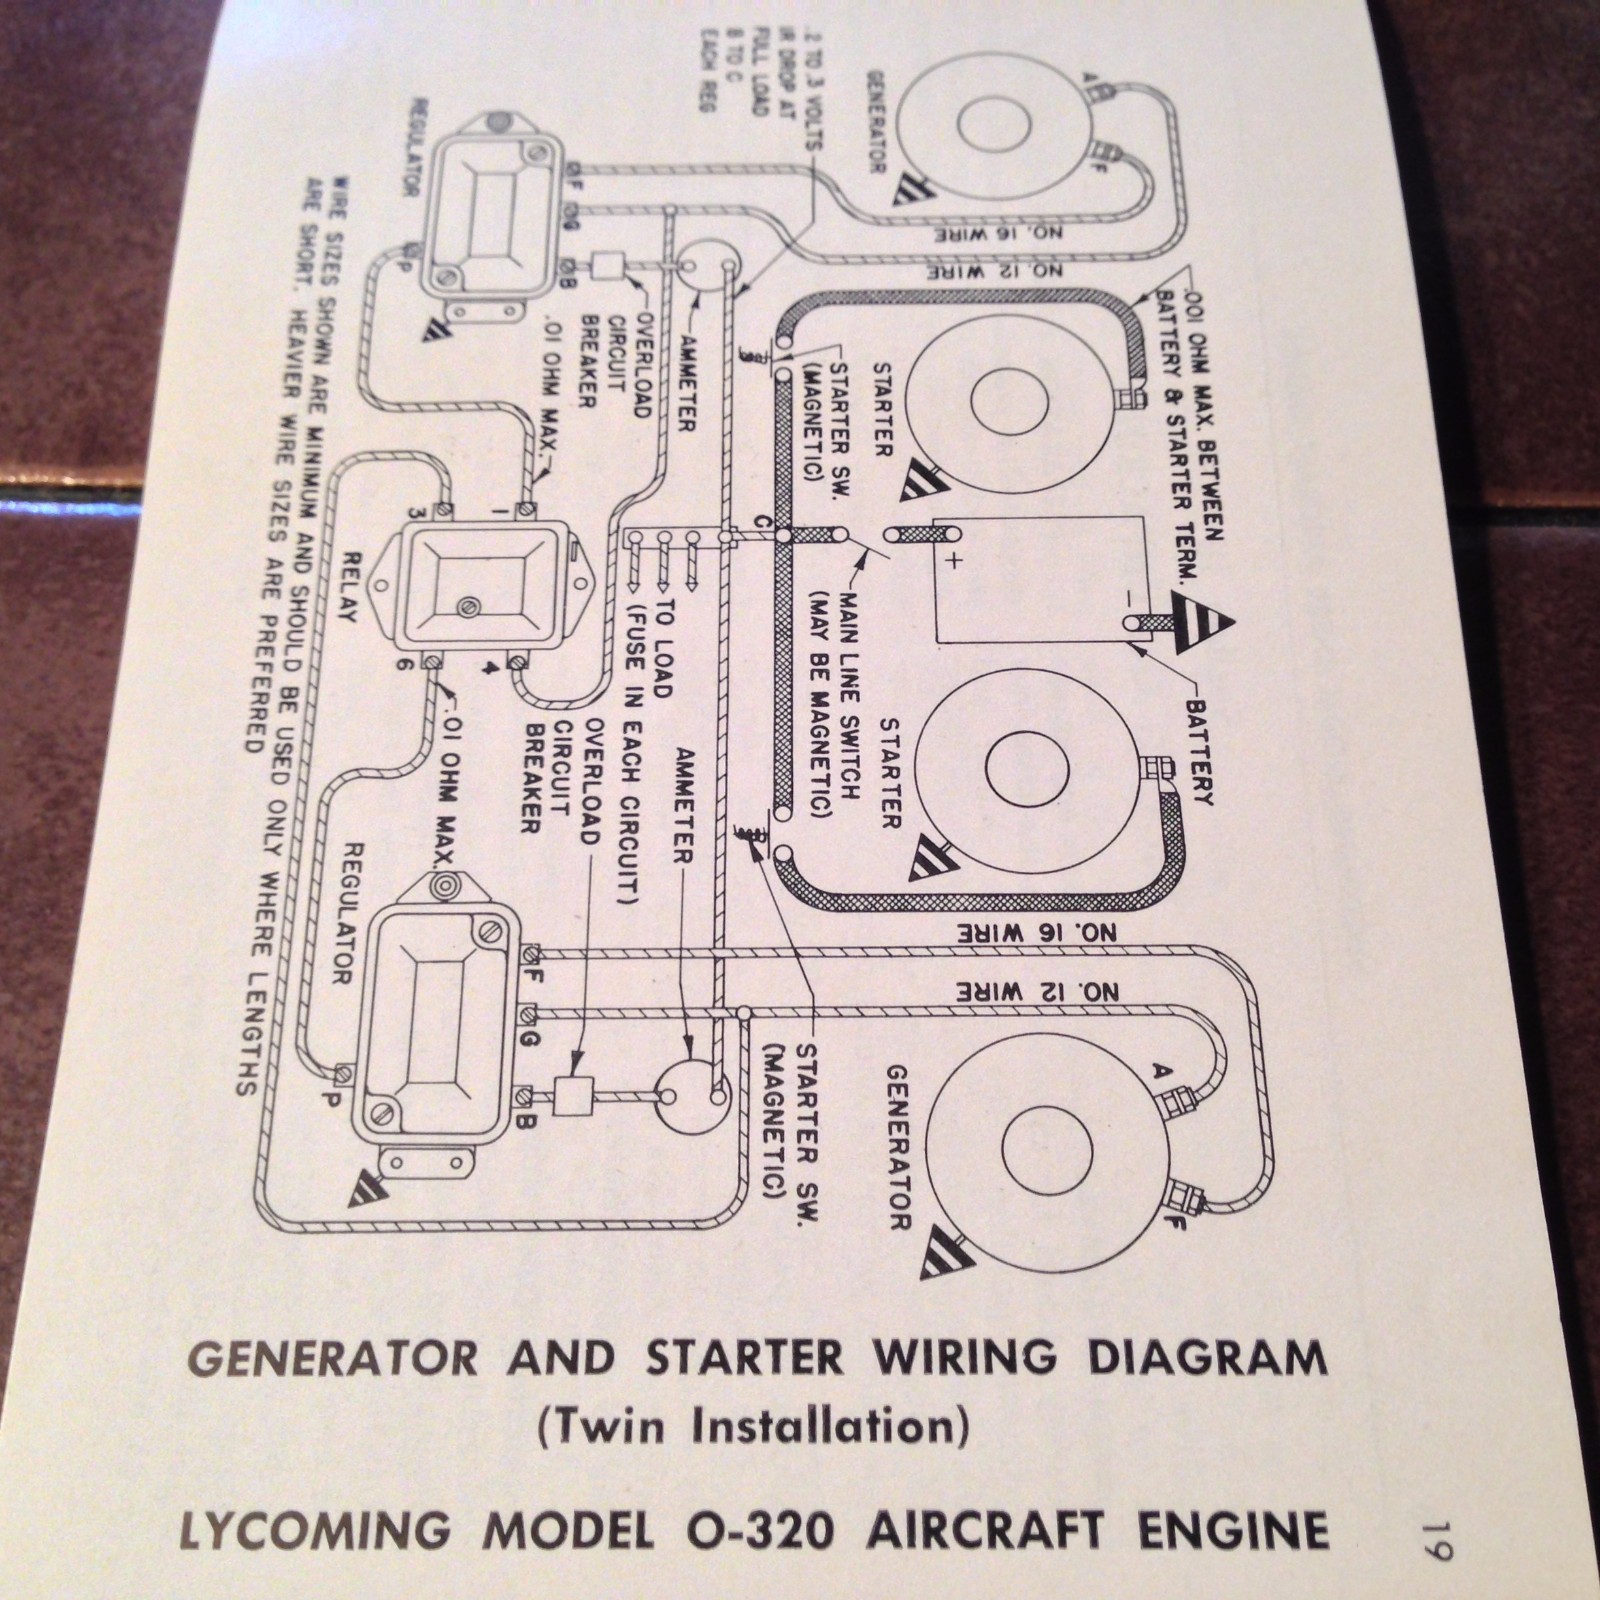 GENERATOR
A
F
.2 TO .3 VOLTS
IR DROP AT
FULL LOAD
B TO C
EACH REG
REGULATOR
F
G
B
P
NO. 16 WIRE
NO. 12 WIRE
.001 OHM MAX. BETWEEN
BATTERY & STARTER TERM.
STARTER
STARTER SW.
(MAGNETIC)
AMMETER
OVERLOAD
CIRCUIT
BREAKER
.01 OHM MAX.
C
+
-
BATTERY
MAIN LINE SWITCH
(MAY BE MAGNETIC)
TO LOAD
(FUSE IN EACH CIRCUIT)
3
1
RELAY
6
4
.01 OHM MAX.
STARTER
AMMETER
OVERLOAD
CIRCUIT
BREAKER
REGULATOR
F
G
B
P
NO. 16 WIRE
NO. 12 WIRE
STARTER SW.
(MAGNETIC)
GENERATOR
A
F
WIRE SIZES SHOWN ARE MINIMUM AND SHOULD BE USED ONLY WHERE LENGTHS
ARE SHORT. HEAVIER WIRE SIZES ARE PREFERRED
GENERATOR AND STARTER WIRING DIAGRAM
(Twin Installation)
LYCOMING MODEL O-320 AIRCRAFT ENGINE
19